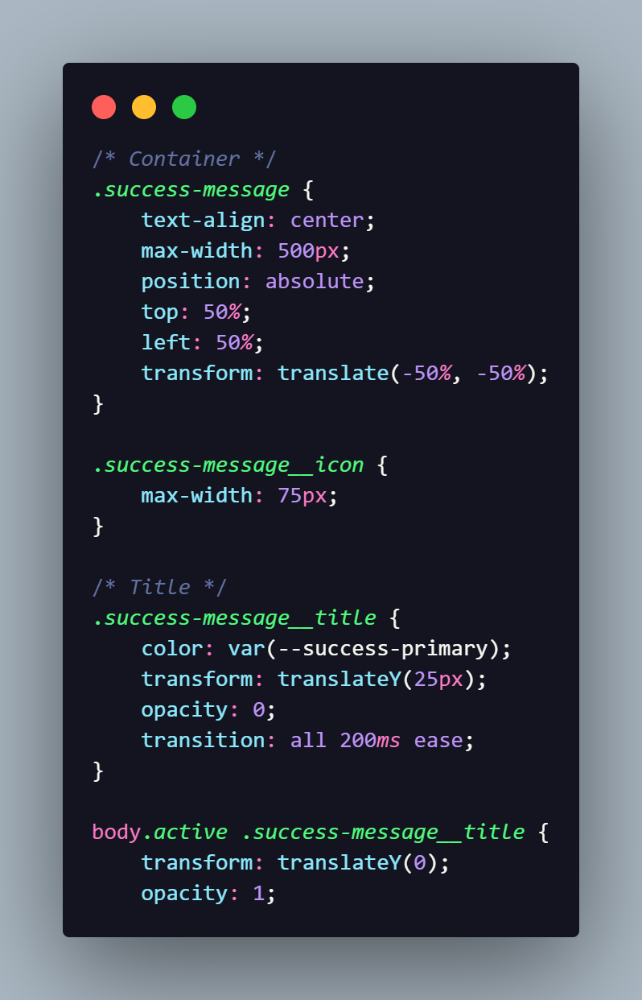 /* Container */
.success-message {
    text-align: center;
    max-width: 500px;
    position: absolute;
    top: 50%;
    left: 50%;
    transform: translate(-50%, -50%);
}

.success-message__icon {
    max-width: 75px;
}

/* Title */
.success-message__title {
    color: var(--success-primary);
    transform: translateY(25px);
    opacity: 0;
    transition: all 200ms ease;
}

body.active .success-message__title {
    transform: translateY(0);
    opacity: 1;